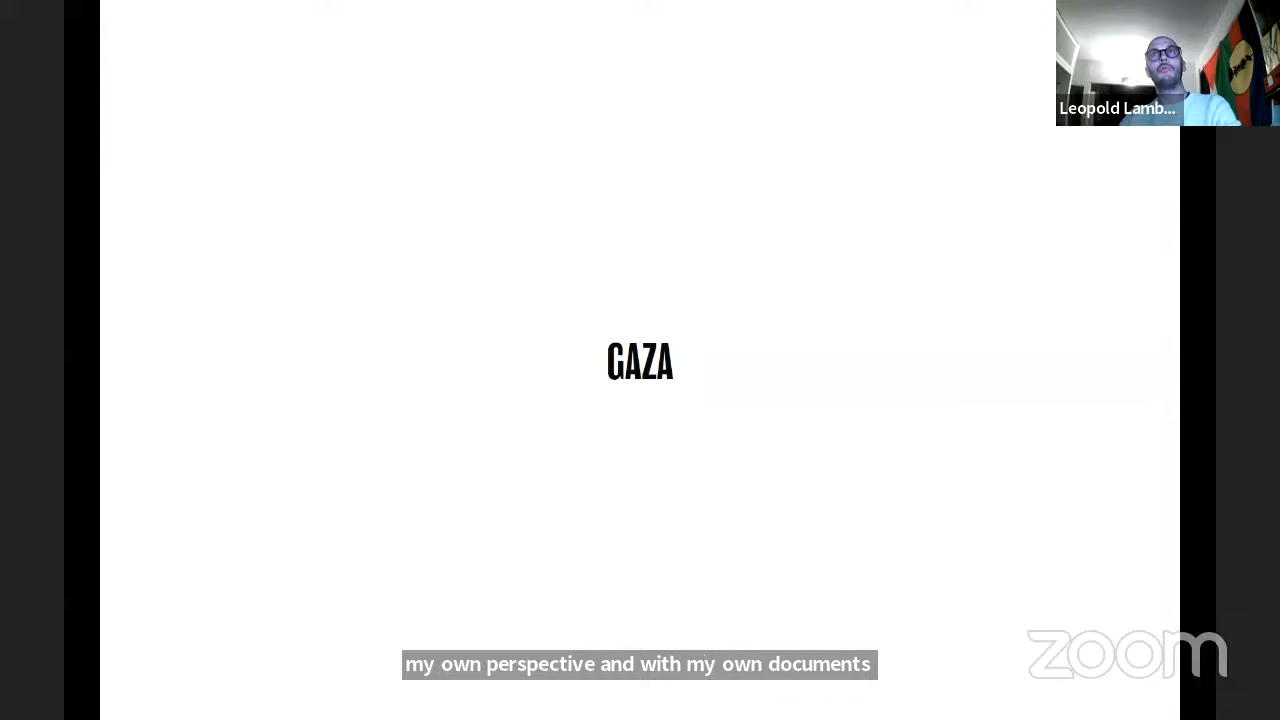 Leopold Lamb...
GAZA
my own perspective and with my own documents
zoom